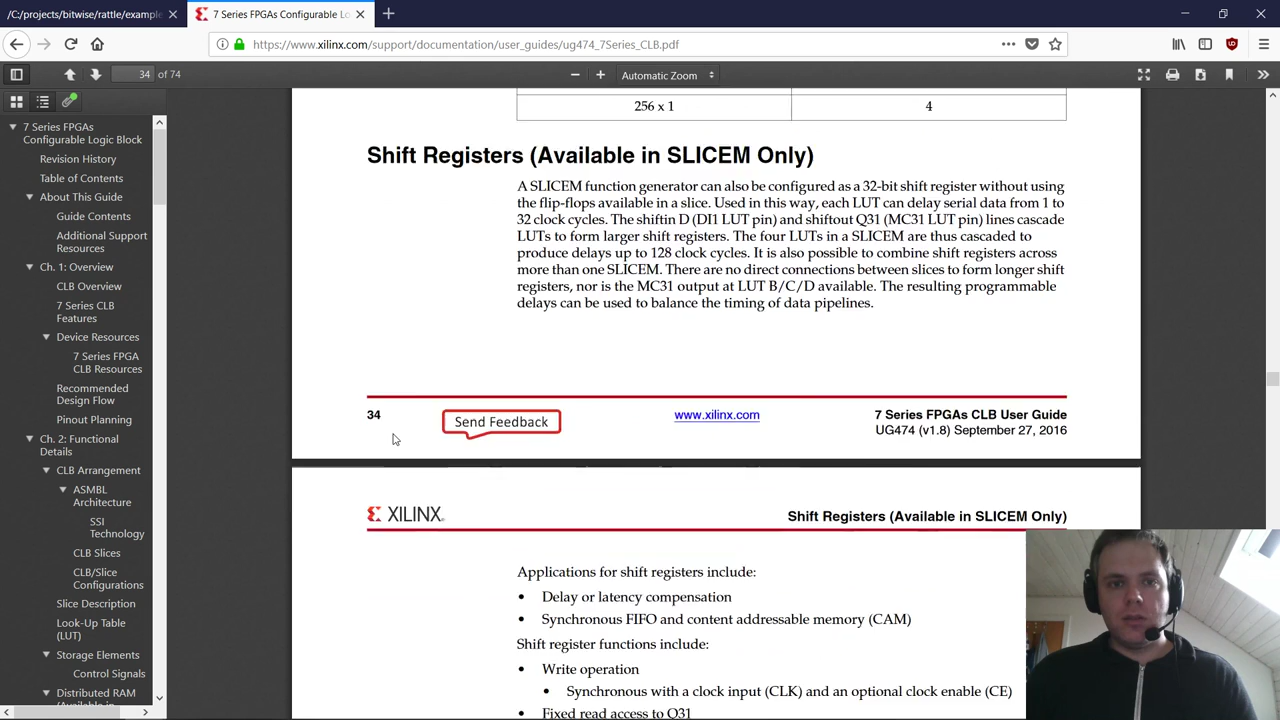 /C:/projects/bitwise/rattle/example
7 Series FPGAs Configurable Lo
https://www.xilinx.com/support/documentation/user_guides/ug474_7Series_CLB.pdf
34 of 74
Automatic Zoom
7 Series FPGAs
Configurable Logic Block
Revision History
Table of Contents
About This Guide
Guide Contents
Additional Support
Resources
Ch. 1: Overview
CLB Overview
7 Series CLB
Features
Device Resources
7 Series FPGA
CLB Resources
Recommended
Design Flow
Pinout Planning
Ch. 2: Functional
Details
CLB Arrangement
ASMBL
Architecture
SSI
Technology
CLB Slices
CLB/Slice
Configurations
Slice Description
Look-Up Table
(LUT)
Storage Elements
Control Signals
Distributed RAM
(Available in
256 x 1 4
Shift Registers (Available in SLICEM Only)
A SLICEM function generator can also be configured as a 32-bit shift register without using
the flip-flops available in a slice. Used in this way, each LUT can delay serial data from 1 to
32 clock cycles. The shiftin D (DI1 LUT pin) and shiftout Q31 (MC31 LUT pin) lines cascade
LUTs to form larger shift registers. The four LUTs in a SLICEM are thus cascaded to
produce delays up to 128 clock cycles. It is also possible to combine shift registers across
more than one SLICEM. There are no direct connections between slices to form longer shift
registers, nor is the MC31 output at LUT B/C/D available. The resulting programmable
delays can be used to balance the timing of data pipelines.
34
Send Feedback
www.xilinx.com
7 Series FPGAs CLB User Guide
UG474 (v1.8) September 27, 2016
XILINX
Shift Registers (Available in SLICEM Only)
Applications for shift registers include:
• Delay or latency compensation
• Synchronous FIFO and content addressable memory (CAM)
Shift register functions include:
• Write operation
• Synchronous with a clock input (CLK) and an optional clock enable (CE)
• Fixed read access to Q31